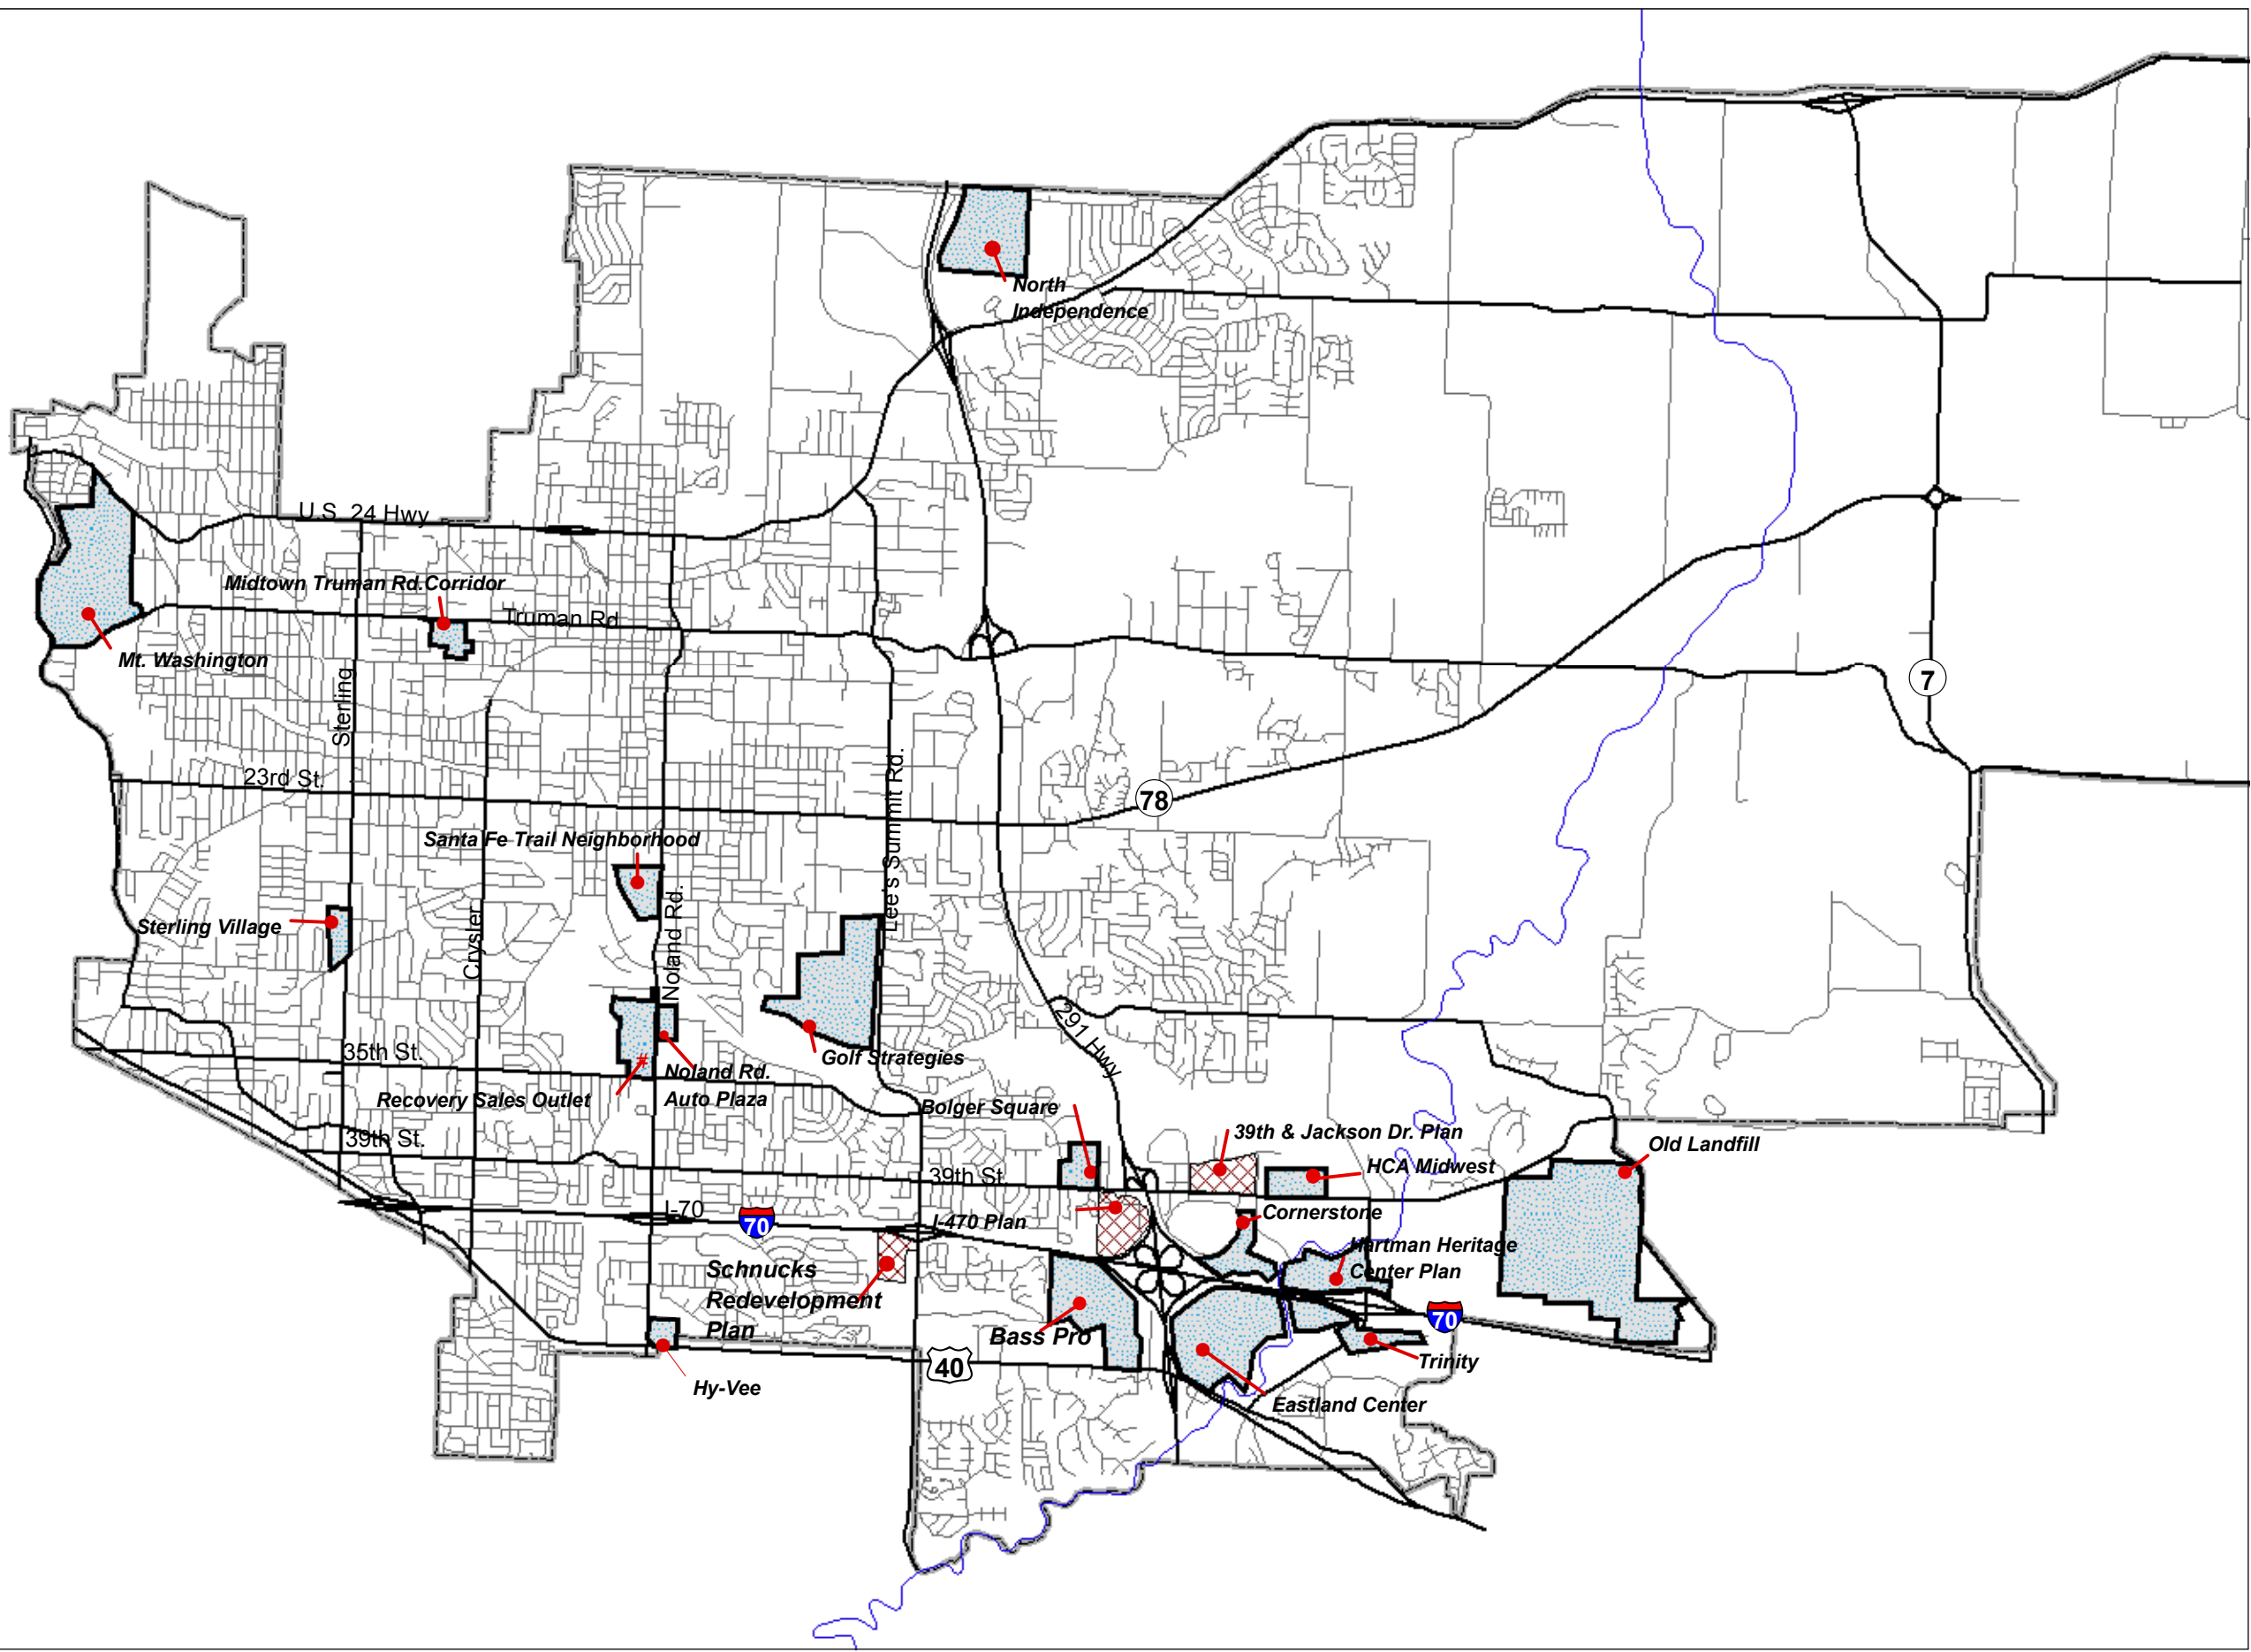 North
Independence
U.S. 24 Hwy
Midtown Truman Rd.Corridor
Truman Rd.
Mt. Washington
Sterling
7
Lee's Summit Rd.
23rd St.
78
Santa Fe Trail Neighborhood
Noland Rd.
Sterling Village
Crysler
291 Hwy
35th St.
Golf Strategies
#
Noland Rd.
Auto Plaza
Recovery Sales Outlet
Bolger Square
39th St.
39th & Jackson Dr. Plan
Old Landfill
HCA Midwest
39th St.
I-70
70
I-470 Plan
Cornerstone
Hartman Heritage
Center Plan
Schnucks
Redevelopment
Plan
70
Bass Pro
Trinity
40
Hy-Vee
Eastland Center